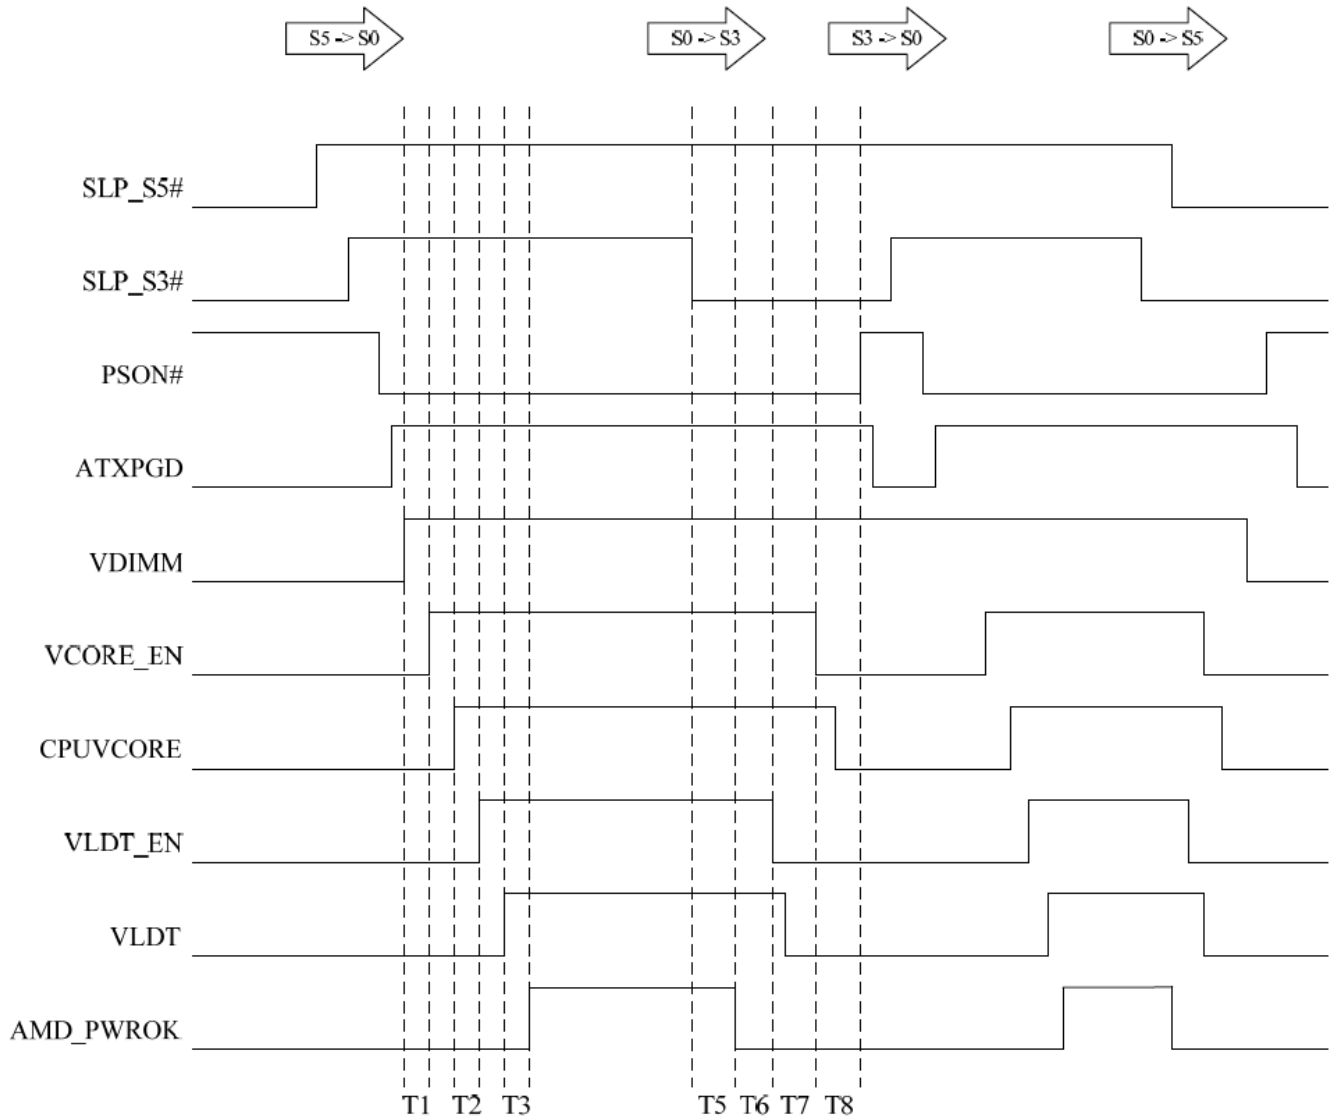 S5 -> S0 S0 -> S3 S3 -> S0 S0 -> S5
SLP_S5#
SLP_S3#
PSON#
ATXPGD
VDIMM
VCORE_EN
CPUVCORE
VLDT_EN
VLDT
AMD_PWROK
T1 T2 T3 T5 T6 T7 T8